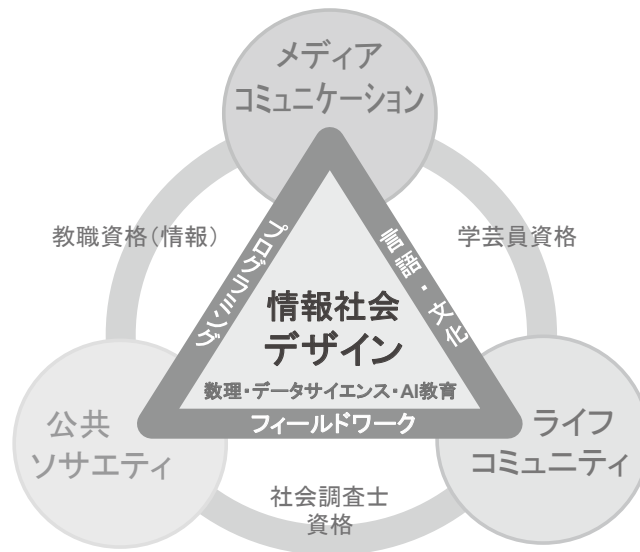 メディア
コミュニケーション
教職資格(情報)
学芸員資格
プログラミング
言語・文化
情報社会
デザイン
数理・データサイエンス・AI教育
フィールドワーク
公共
ソサエティ
ライフ
コミュニティ
社会調査士
資格